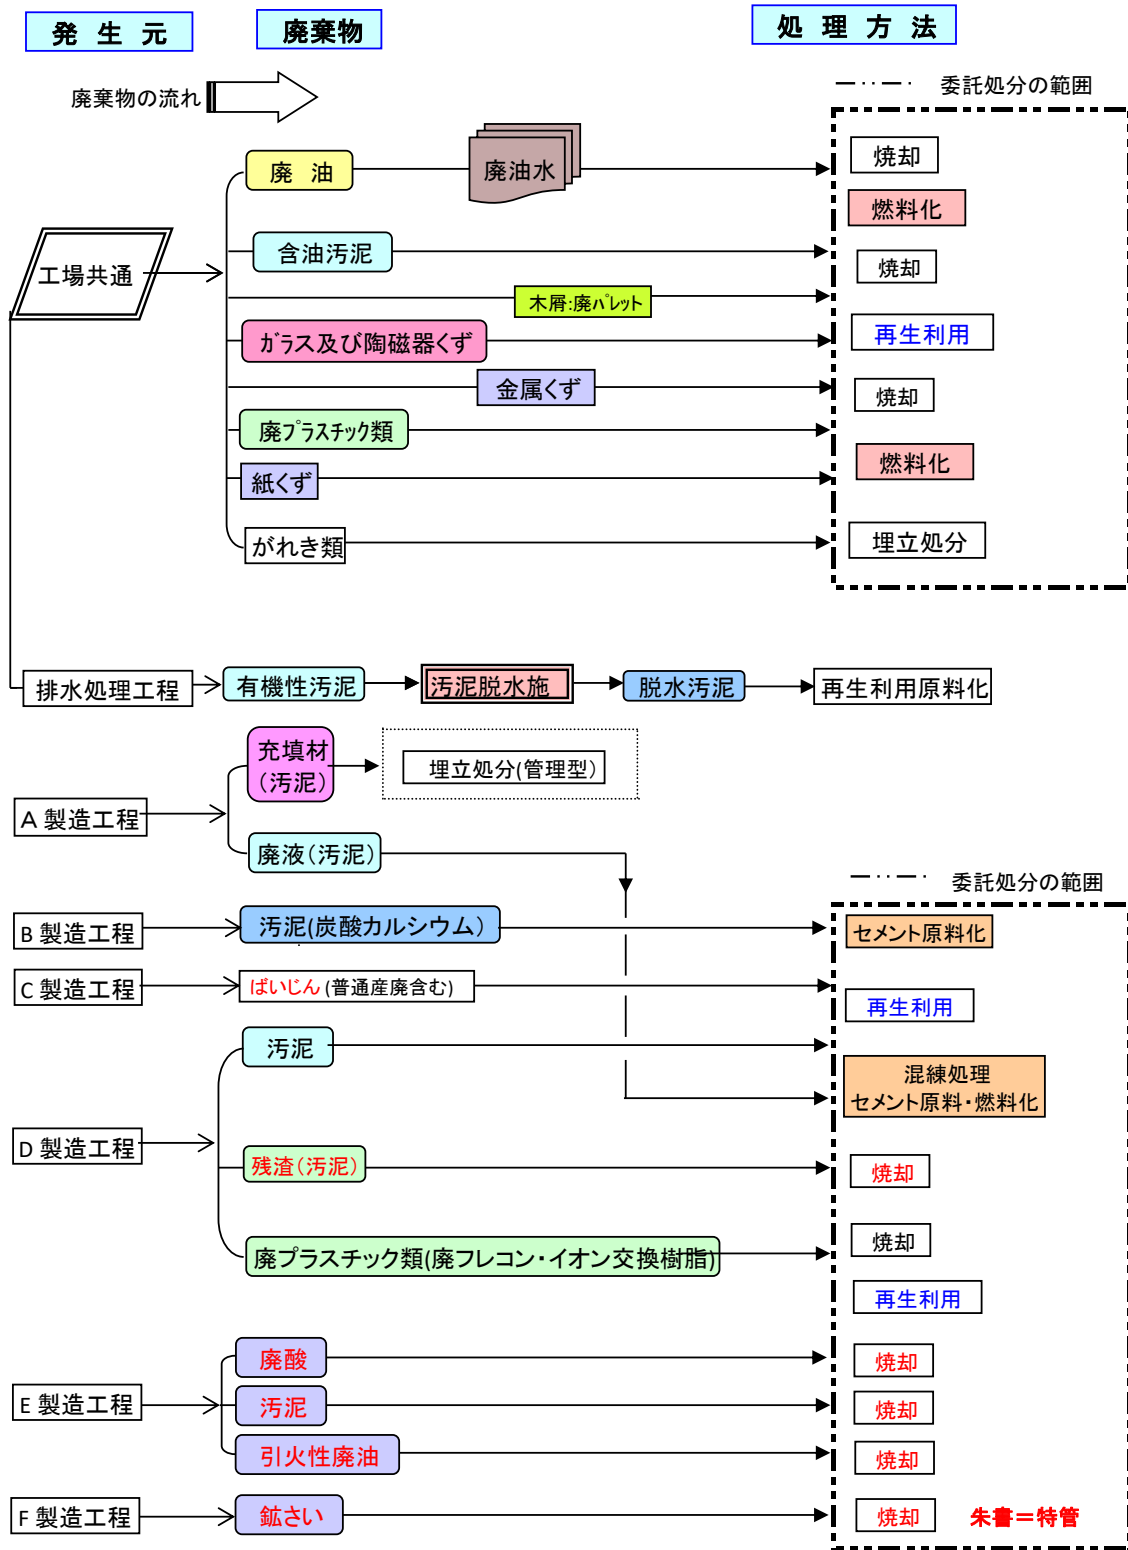 発 生 元
廃棄物
処 理 方 法
廃棄物の流れ
委託処分の範囲
廃 油
廃油水
焼却
燃料化
工場共通
含油汚泥
焼却
木屑:廃パレット
ガラス及び陶磁器くず
再生利用
金属くず
焼却
廃プラスチック類
燃料化
紙くず
がれき類
埋立処分
排水処理工程
有機性汚泥
汚泥脱水施
脱水汚泥
再生利用原料化
充填材
（汚泥）
埋立処分(管理型）
A 製造工程
廃液（汚泥）
委託処分の範囲
B 製造工程
汚泥(炭酸カルシウム）
セメント原料化
C 製造工程
ばいじん (普通産廃含む)
再生利用
汚泥
混練処理
セメント原料・燃料化
D 製造工程
残渣（汚泥）
焼却
廃プラスチック類(廃フレコン・イオン交換樹脂)
焼却
再生利用
廃酸
焼却
E 製造工程
汚泥
焼却
引火性廃油
焼却
F 製造工程
鉱さい
焼却
朱書＝特管